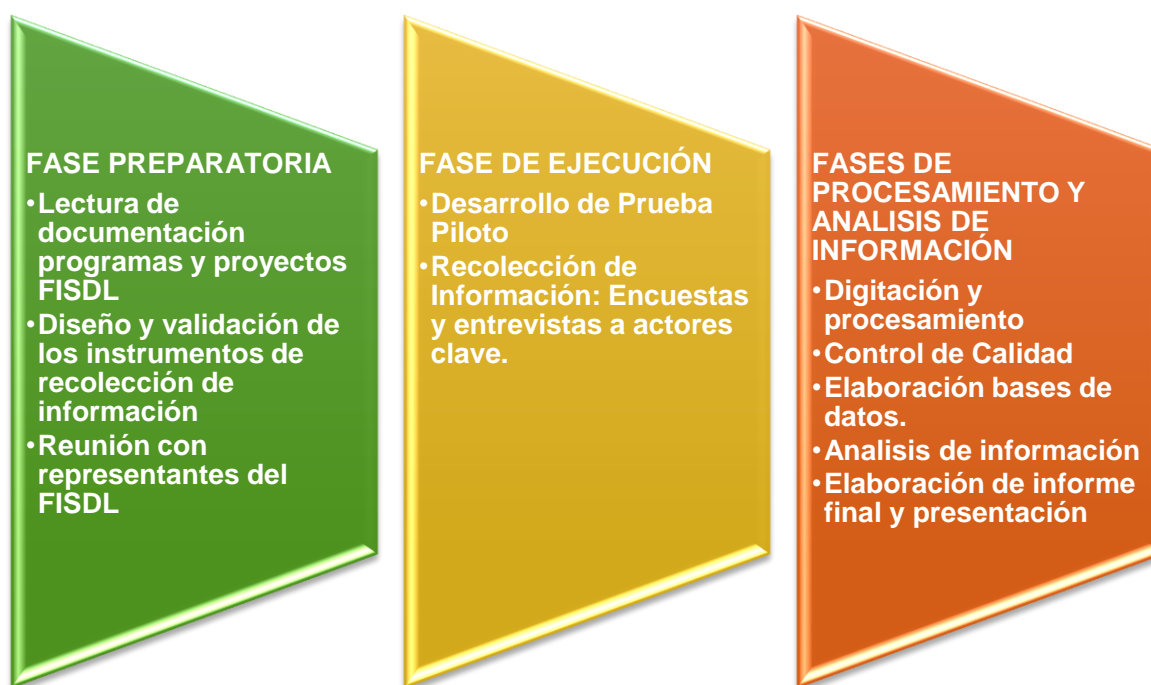 FASE PREPARATORIA
•Lectura de
documentación
programas y proyectos
FISDL
•Diseño y validación de
los instrumentos de
recolección de
información
•Reunión con
representantes del
FISDL
FASE DE EJECUCIÓN
•Desarrollo de Prueba
Piloto
•Recolección de
Información: Encuestas
y entrevistas a actores
clave.
FASES DE
PROCESAMIENTO Y
ANALISIS DE
INFORMACIÓN
•Digitación y
procesamiento
•Control de Calidad
•Elaboración bases de
datos.
•Analisis de información
•Elaboración de informe
final y presentación